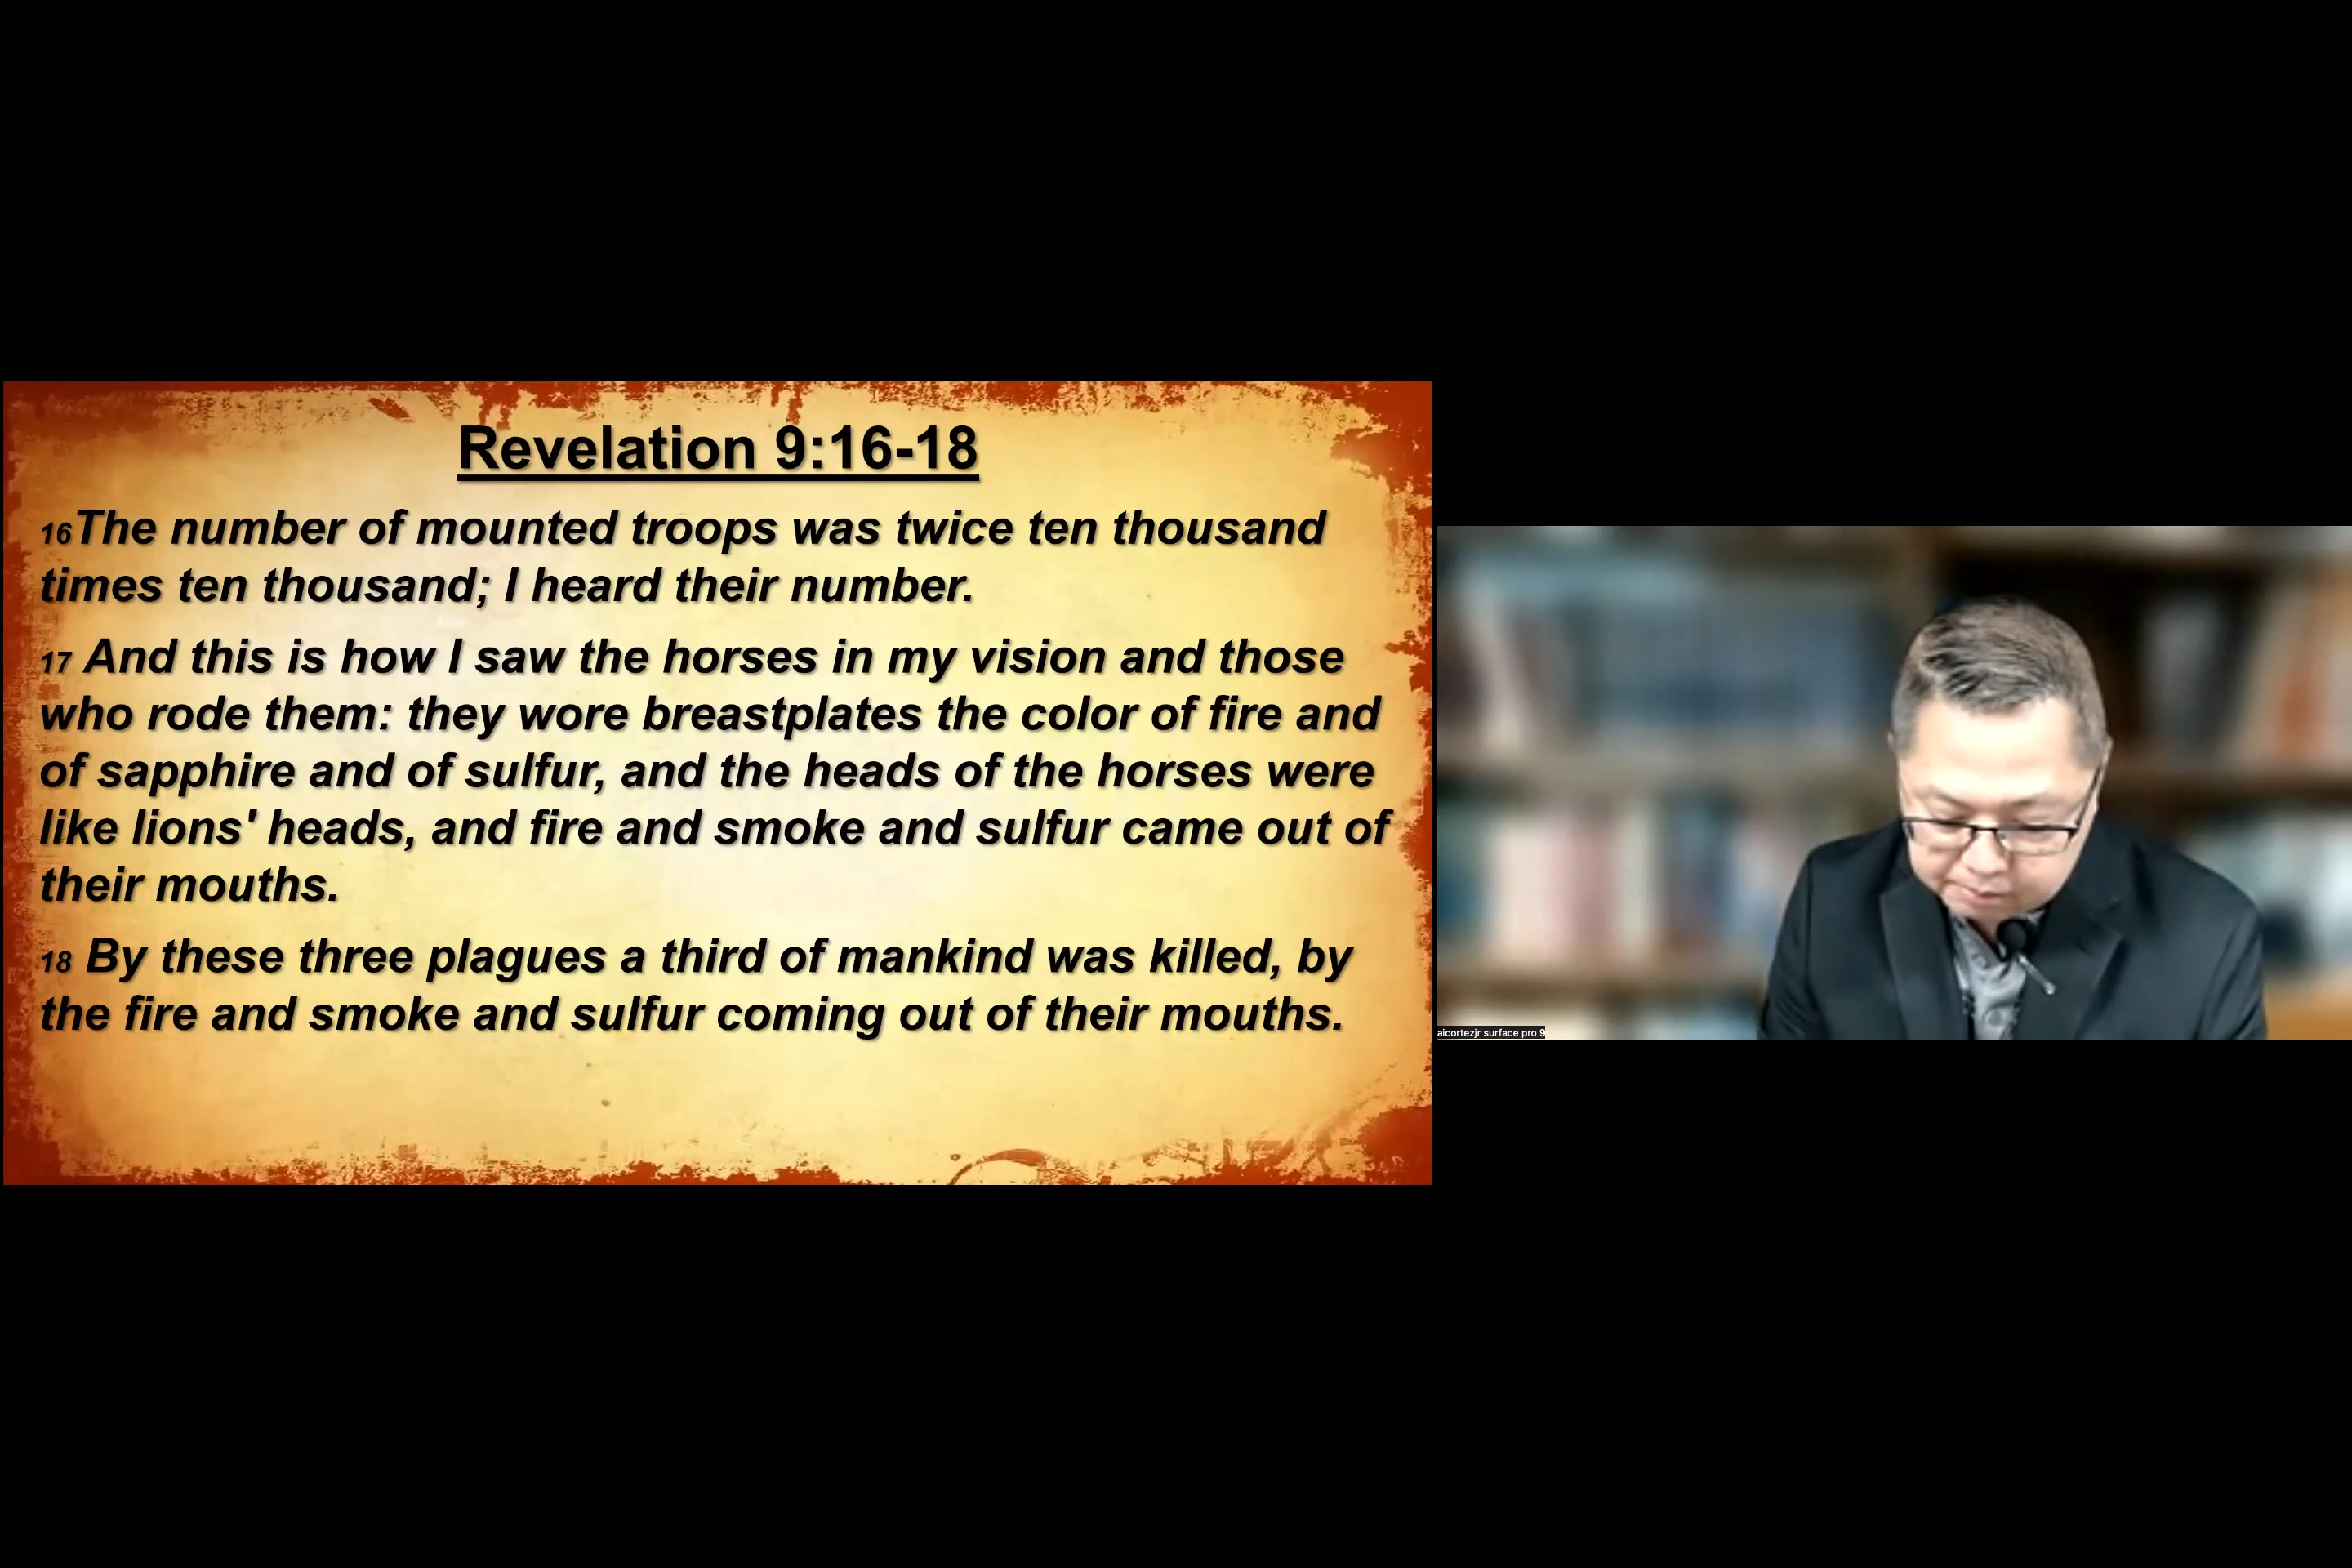 Revelation 9:16-18
16The number of mounted troops was twice ten thousand
times ten thousand; I heard their number.
17 And this is how I saw the horses in my vision and those
who rode them: they wore breastplates the color of fire and
of sapphire and of sulfur, and the heads of the horses were
like lions' heads, and fire and smoke and sulfur came out of
their mouths.
18 By these three plagues a third of mankind was killed, by
the fire and smoke and sulfur coming out of their mouths.
aicortezjr surface pro 9